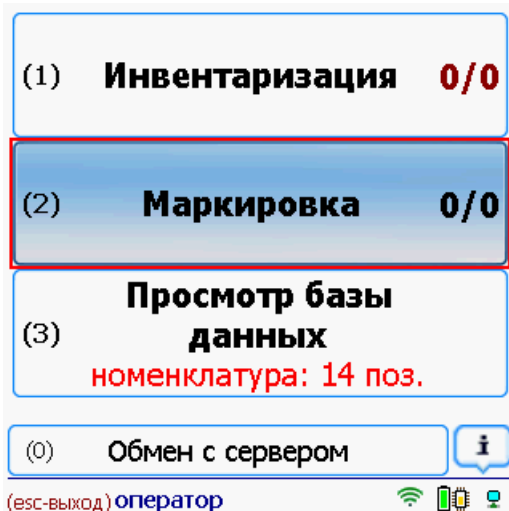 (1) Инвентаризация 0/0
(2) Маркировка 0/0
Просмотр базы
(3) данных
номенклатура: 14 поз.
(0) Обмен с сервером i
(esc-выход) оператор